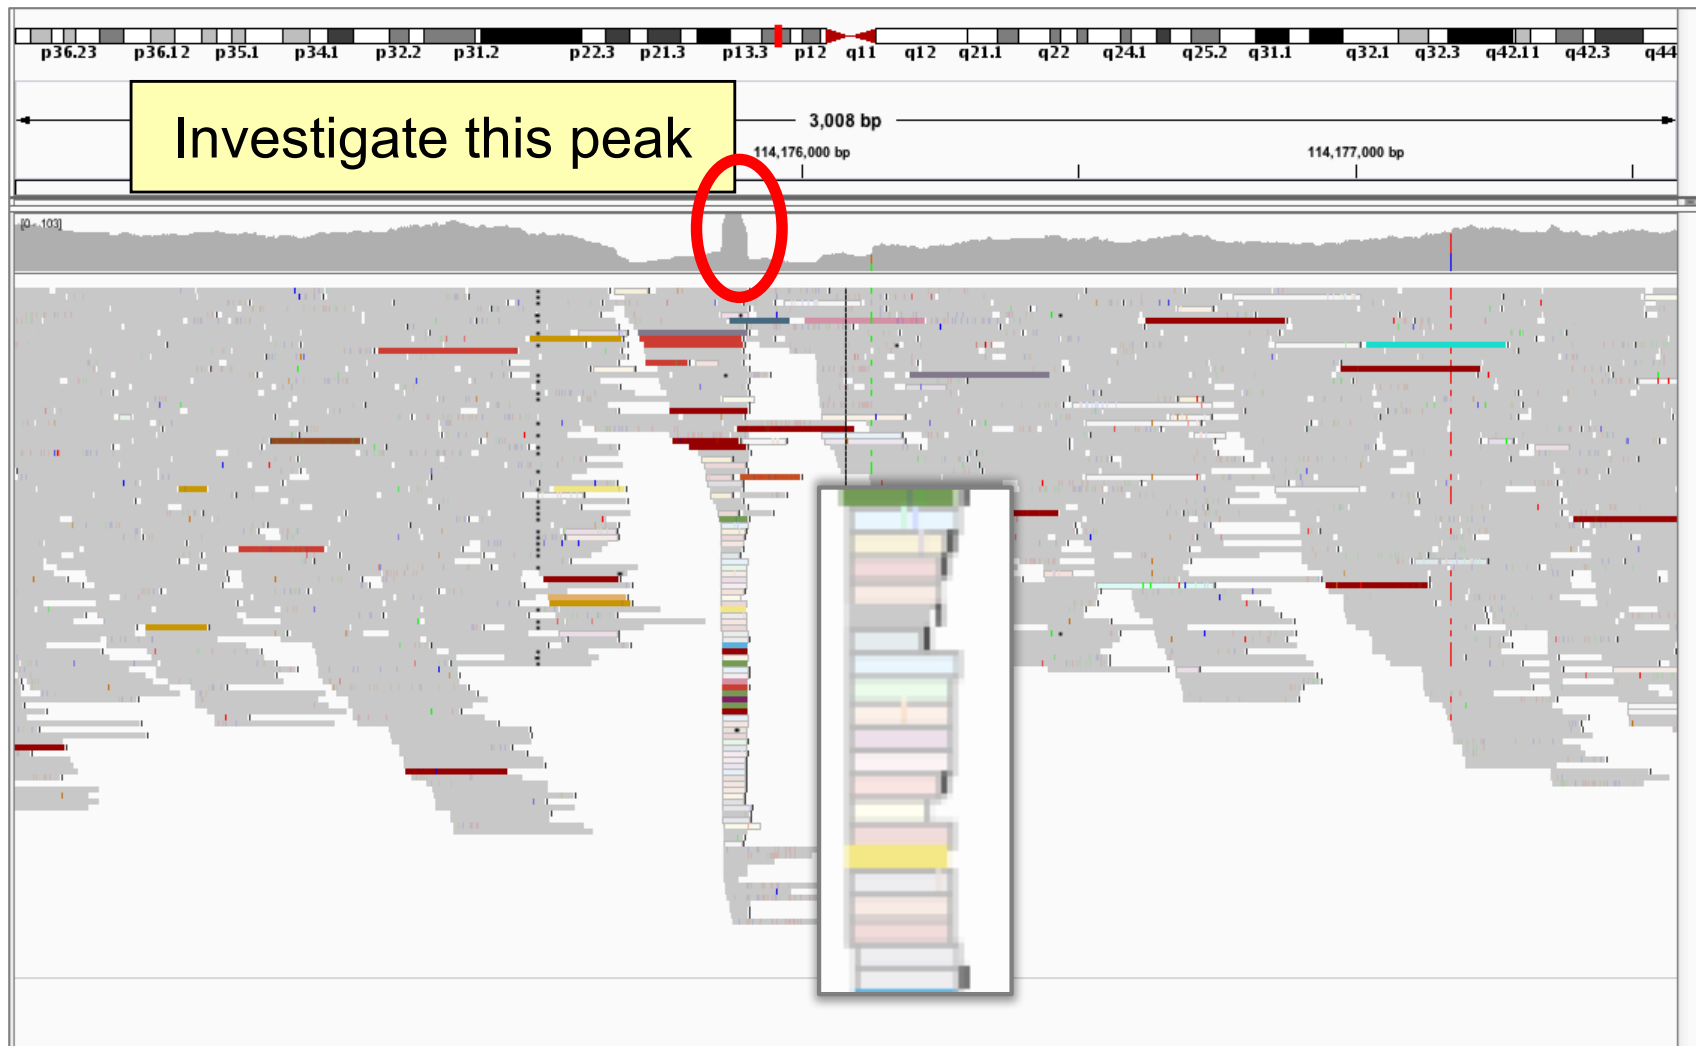 p36.23 p36.12 p35.1 p34.1 p32.2 p31.2 p22.3 p21.3 p13.3 p12 q11 q12 q21.1 q22 q24.1 q25.2 q31.1 q32.1 q32.3 q42.11 q42.3 q44
Investigate this peak
3,008 bp
114,176,000 bp 114,177,000 bp
[0 - 103]